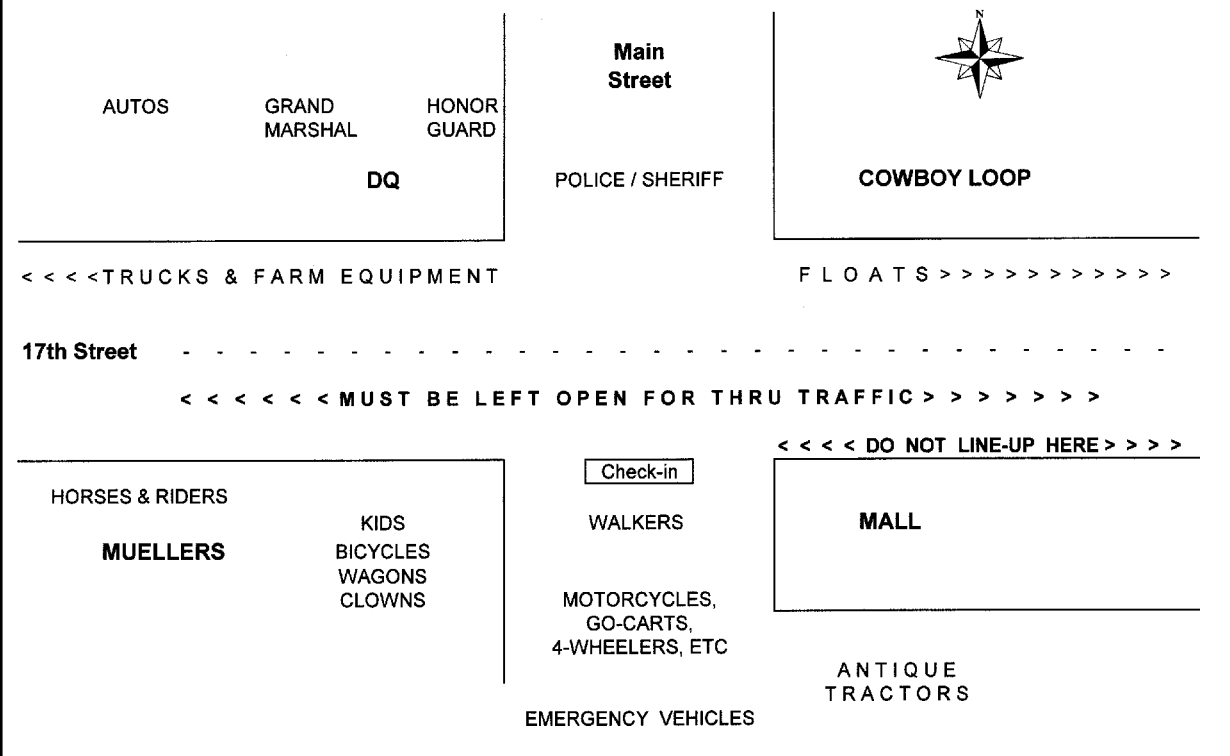 N
Main
Street
AUTOS
GRAND
MARSHAL
HONOR
GUARD
DQ
POLICE / SHERIFF
COWBOY LOOP
< < < <TRUCKS & FARM EQUIPMENT
FLOATS> > > > > > > > > > >
17th Street - - - - - - - - - - - - - - - - - - - - - - - - - - - - - -
< < < < < < MUST BE LEFT OPEN FOR THRU TRAFFIC> > > > > > >
< < < < DO NOT LINE-UP HERE> > > >
Check-in
HORSES & RIDERS
MUELLERS
KIDS
BICYCLES
WAGONS
CLOWNS
WALKERS
MALL
MOTORCYCLES,
GO-CARTS,
4-WHEELERS, ETC
ANTIQUE
TRACTORS
EMERGENCY VEHICLES